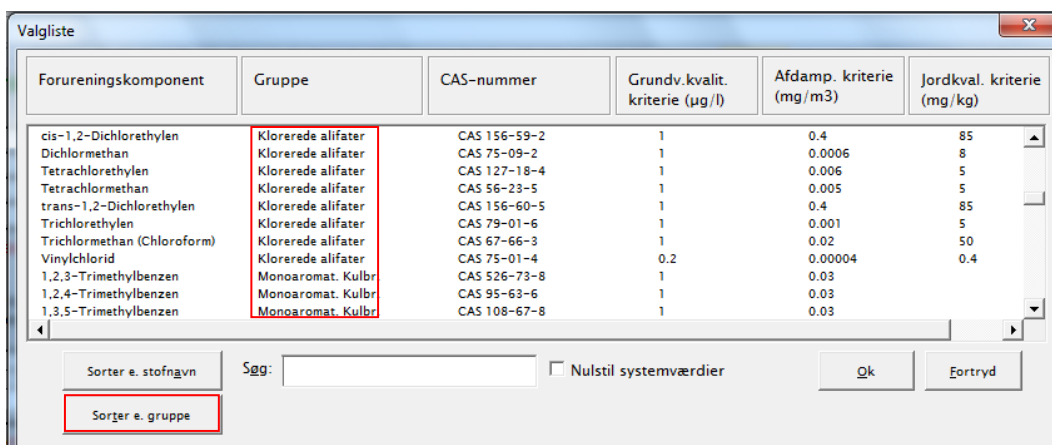 Valgliste
Forureningskomponent Gruppe CAS-nummer Grundv.kvalit. kriterie (µg/l) Afdamp. kriterie (mg/m3) Jordkval. kriterie (mg/kg)
cis-1,2-Dichlorethylen Klorerede alifater CAS 156-59-2 1 0.4 85
Dichlormethan Klorerede alifater CAS 75-09-2 1 0.0006 8
Tetrachlorethylen Klorerede alifater CAS 127-18-4 1 0.006 5
Tetrachlormethan Klorerede alifater CAS 56-23-5 1 0.005 5
trans-1,2-Dichlorethylen Klorerede alifater CAS 156-60-5 1 0.4 85
Trichlorethylen Klorerede alifater CAS 79-01-6 1 0.001 5
Trichlormethan (Chloroform) Klorerede alifater CAS 67-66-3 1 0.02 50
Vinylchlorid Klorerede alifater CAS 75-01-4 0.2 0.00004 0.4
1,2,3-Trimethylbenzen Monoaromat. Kulbr. CAS 526-73-8 1 0.03
1,2,4-Trimethylbenzen Monoaromat. Kulbr. CAS 95-63-6 1 0.03
1,3,5-Trimethylbenzen Monoaromat. Kulbr. CAS 108-67-8 1 0.03
Sorter e. stofnavn Søg: Nulstil systemværdier Ok Fortryd
Sorter e. gruppe